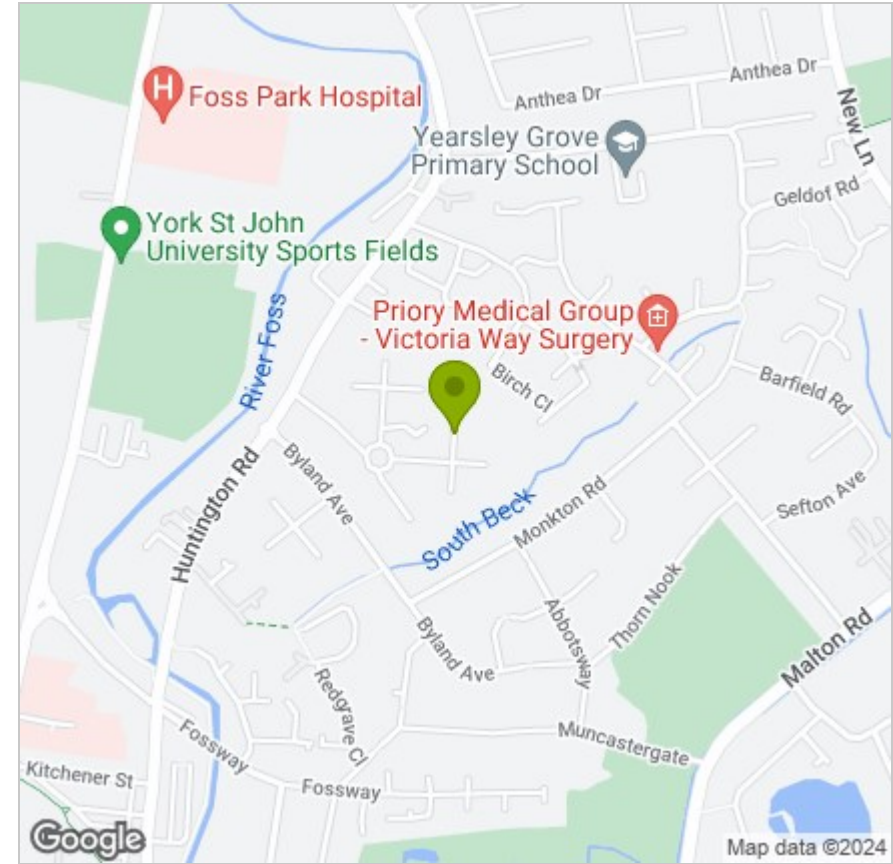 H
Foss Park Hospital
Anthea Dr
Anthea Dr
New Ln
Yearsley Grove
Primary School
Geldof Rd
York St John
University Sports Fields
River Foss
Priory Medical Group
- Victoria Way Surgery
Birch Cl
Barfield Rd
Huntington Rd
Byland Ave
South Beck
Monkton Rd
Sefton Ave
Abbotsway
Thorn Nook
Byland Ave
Malton Rd
Redgrave Cl
Muncastergate
Fossway
Kitchener St
Fossway
Google
Map data ©2024